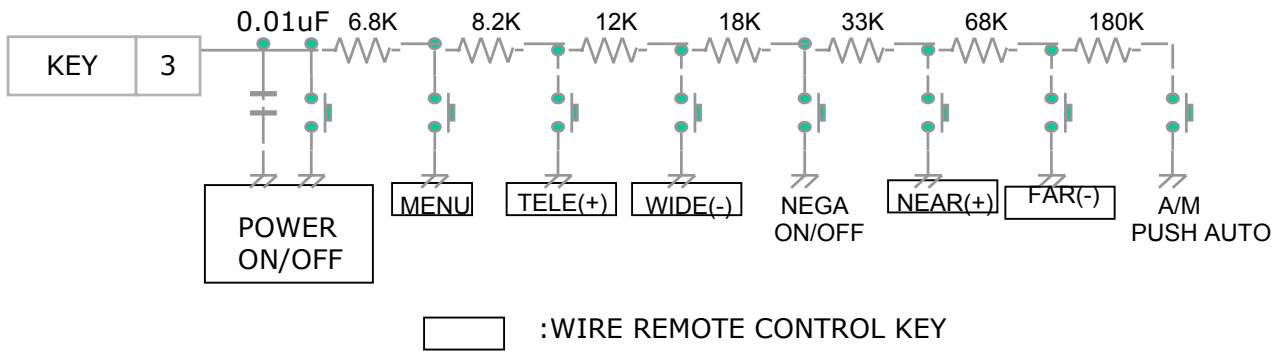 0.01uF 6.8K 8.2K 12K 18K 33K 68K 180K
KEY 3
MENU TELE(+) WIDE(-) NEGA NEAR(+) FAR(-) A/M
ON/OFF PUSH AUTO
POWER
ON/OFF
:WIRE REMOTE CONTROL KEY